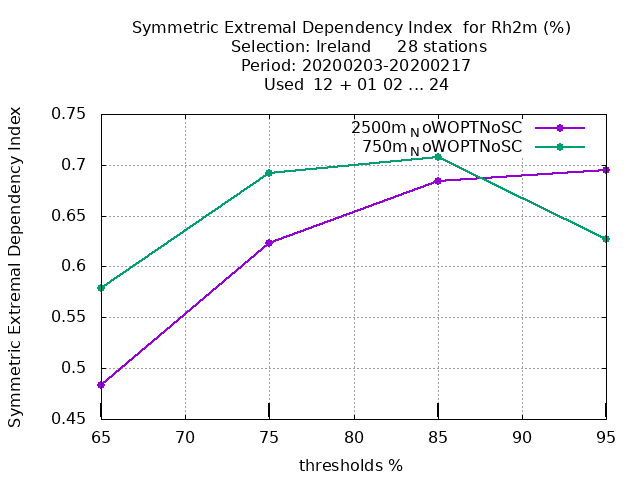 Symmetric Extremal Dependency Index  for Rh2m (%)
Selection: Ireland     28 stations
Period: 20200203-20200217
Used  12 + 01 02 ... 24
Symmetric Extremal Dependency Index
0.75
0.7
0.65
0.6
0.55
0.5
0.45
2500mNoWOPTNoSC
750mNoWOPTNoSC
65 70 75 80 85 90 95
thresholds %